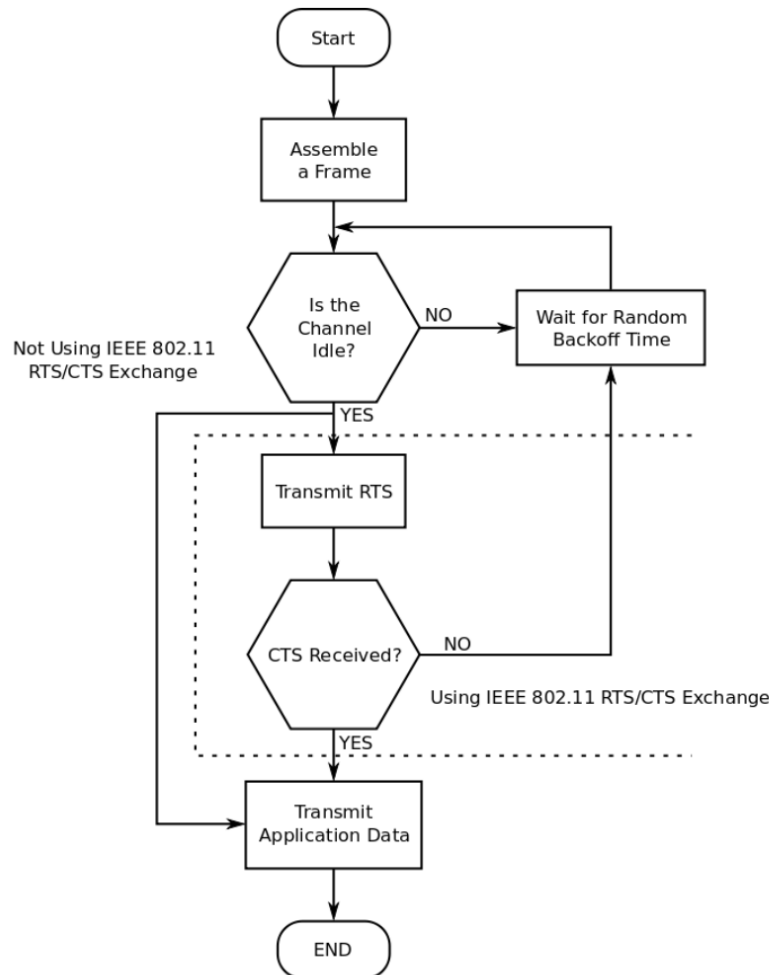 Start
Assemble
a Frame
Is the
Channel
Idle?
NO
Wait for Random
Backoff Time
Not Using IEEE 802.11
RTS/CTS Exchange
YES
Transmit RTS
CTS Received?
NO
Using IEEE 802.11 RTS/CTS Exchange
YES
Transmit
Application Data
END